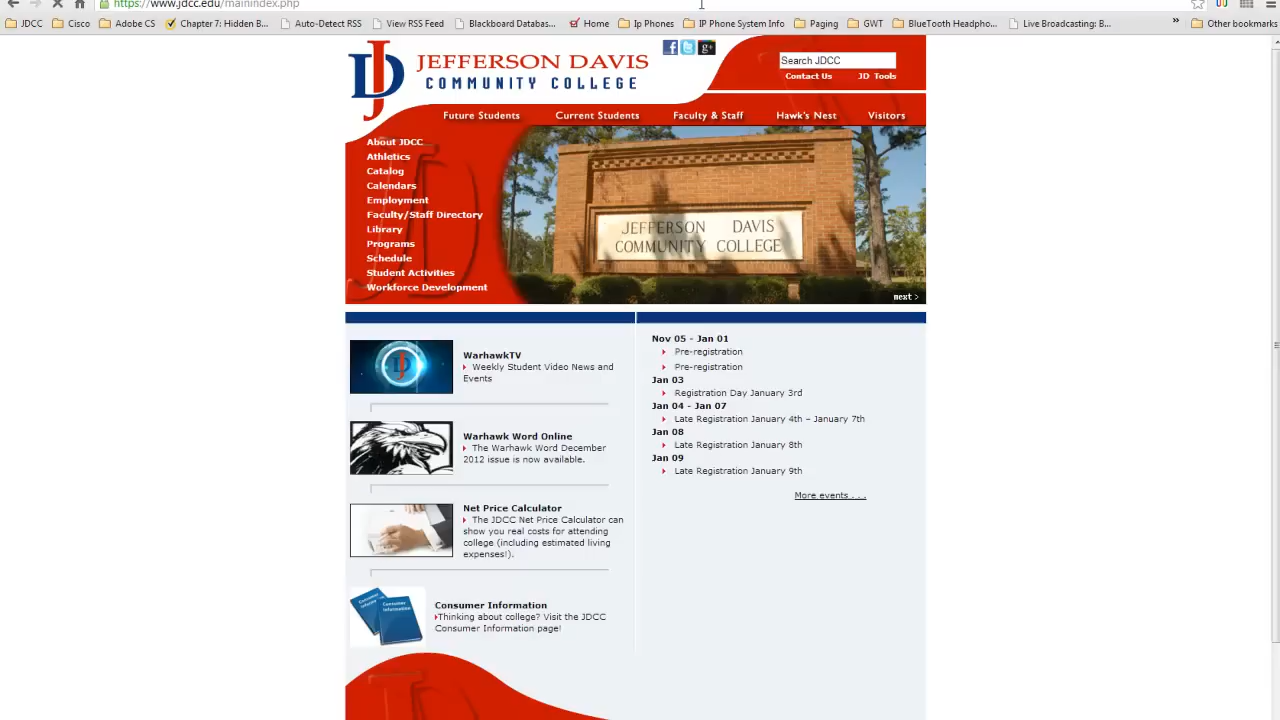 https://www.jdcc.edu/mainindex.php
JDCC Cisco Adobe CS Chapter 7: Hidden B... Auto-Detect RSS View RSS Feed Blackboard Databas... Home Ip Phones IP Phone System Info Paging GWT BlueTooth Headpho... Live Broadcasting: B... » Other bookmarks
JEFFERSON DAVIS
COMMUNITY COLLEGE
Search JDCC
Contact Us JD Tools
Future Students Current Students Faculty & Staff Hawk's Nest Visitors
About JDCC
Athletics
Catalog
Calendars
Employment
Faculty/Staff Directory
Library
Programs
Schedule
Student Activities
Workforce Development
JEFFERSON DAVIS
COMMUNITY COLLEGE
next >
WarhawkTV
Weekly Student Video News and
Events
Warhawk Word Online
The Warhawk Word December
2012 issue is now available.
Net Price Calculator
The JDCC Net Price Calculator can
show you real costs for attending
college (including estimated living
expenses!).
Consumer Information
Consumer Information
Consumer Information
Thinking about college? Visit the JDCC
Consumer Information page!
Nov 05 - Jan 01
Pre-registration
Pre-registration
Jan 03
Registration Day January 3rd
Jan 04 - Jan 07
Late Registration January 4th – January 7th
Jan 08
Late Registration January 8th
Jan 09
Late Registration January 9th
More events . . .